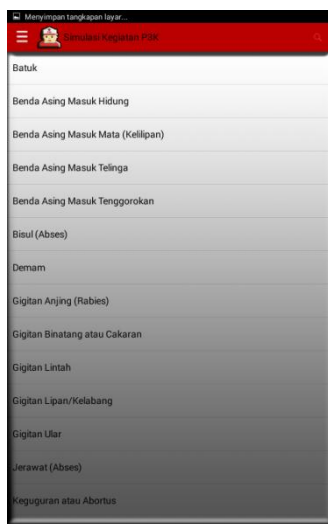 Menyimpan tangkapan layar...
Simulasi Kegiatan P3K
Batuk
Benda Asing Masuk Hidung
Benda Asing Masuk Mata (Kelilipan)
Benda Asing Masuk Telinga
Benda Asing Masuk Tenggorokan
Bisul (Abses)
Demam
Gigitan Anjing (Rabies)
Gigitan Binatang atau Cakaran
Gigitan Lintah
Gigitan Lipan/Kelabang
Gigitan Ular
Jerawat (Abses)
Keguguran atau Abortus